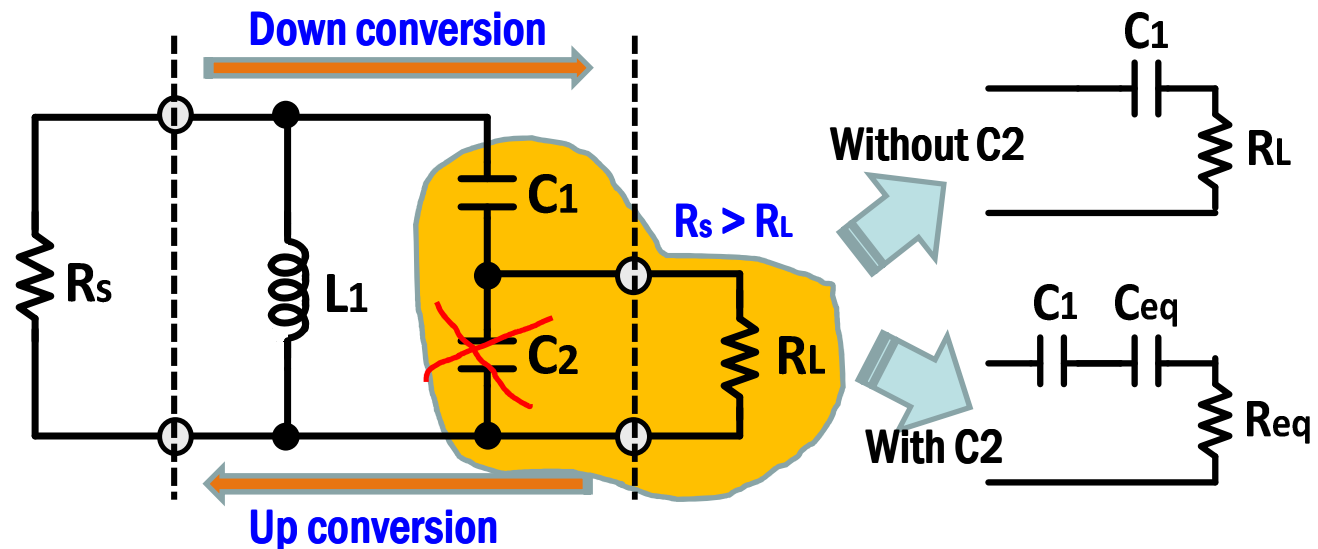 Down conversion
C1
Without C2
RL
C1
Rs > RL
Rs
L1
C1
Ceq
C2
RL
Req
With C2
Up conversion